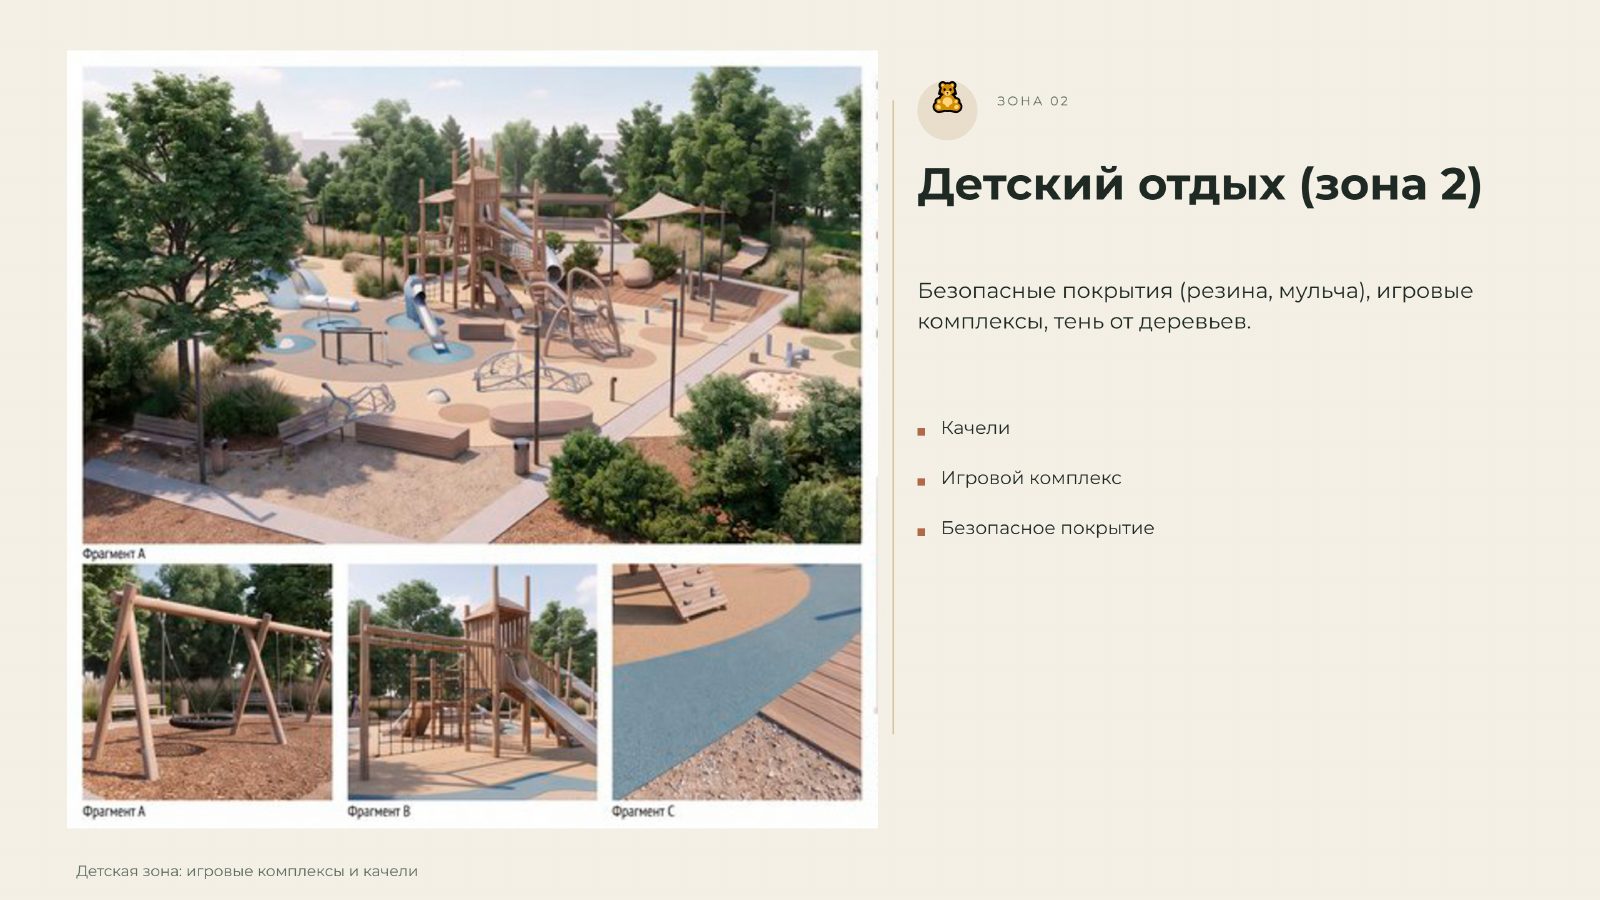 Фрагмент A
Фрагмент A
Фрагмент B
Фрагмент C
Детская зона: игровые комплексы и качели
ЗОНА 02
Детский отдых (зона 2)
Безопасные покрытия (резина, мульча), игровые
комплексы, тень от деревьев.
Качели
Игровой комплекс
Безопасное покрытие